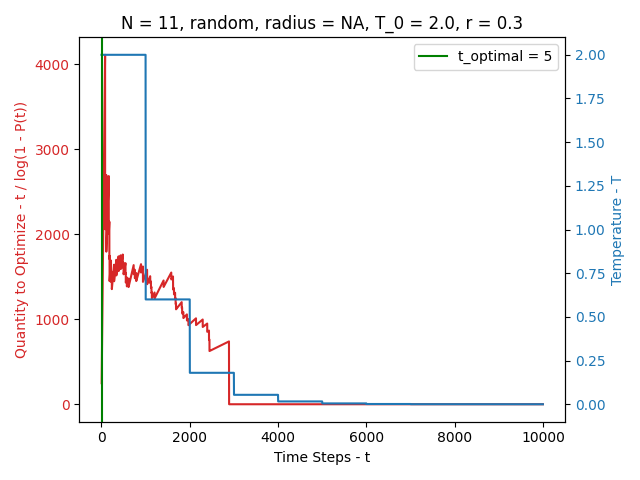 N = 11, random, radius = NA, T_0 = 2.0, r = 0.3
t_optimal = 5
Quantity to Optimize - t / log(1 - P(t))
4000
3000
2000
1000
0
Temperature - T
2.00
1.75
1.50
1.25
1.00
0.75
0.50
0.25
0.00
0 2000 4000 6000 8000 10000
Time Steps - t